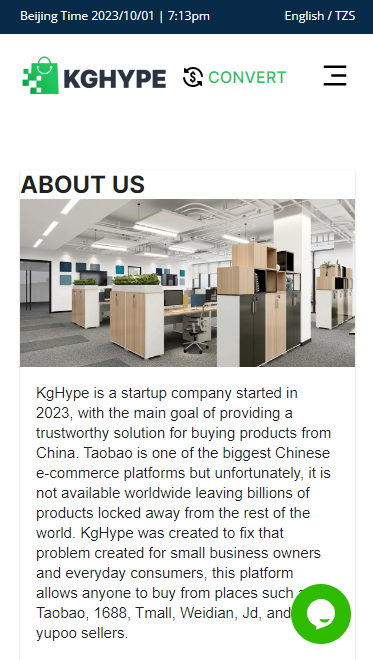 Beijing Time 2023/10/01 | 7:13pm English / TZS
KGHYPE CONVERT
ABOUT US
KgHype is a startup company started in
2023, with the main goal of providing a
trustworthy solution for buying products from
China. Taobao is one of the biggest Chinese
e-commerce platforms but unfortunately, it is
not available worldwide leaving billions of
products locked away from the rest of the
world. KgHype was created to fix that
problem created for small business owners
and everyday consumers, this platform
allows anyone to buy from places such
Taobao, 1688, Tmall, Weidian, Jd, and
yupoo sellers.